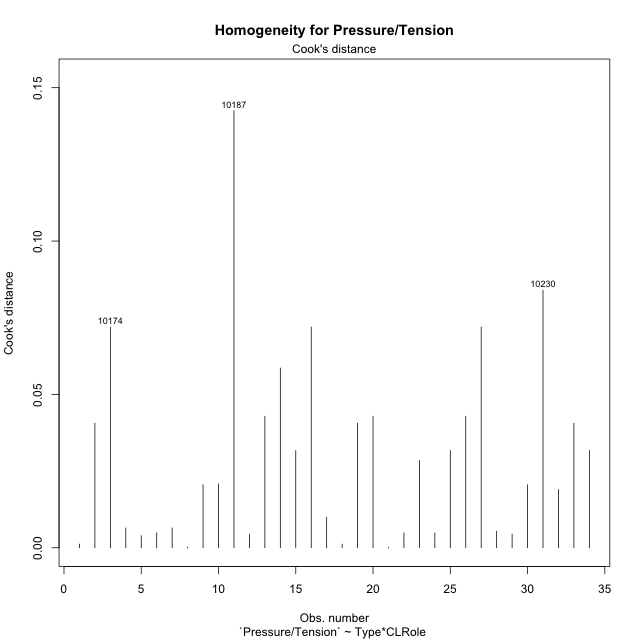 Homogeneity for Pressure/Tension
Cook's distance
0.15
10187
0.10
10230
10174
Cook's distance
0.05
0.00
0 5 10 15 20 25 30 35
Obs. number
`Pressure/Tension` ~ Type*CLRole